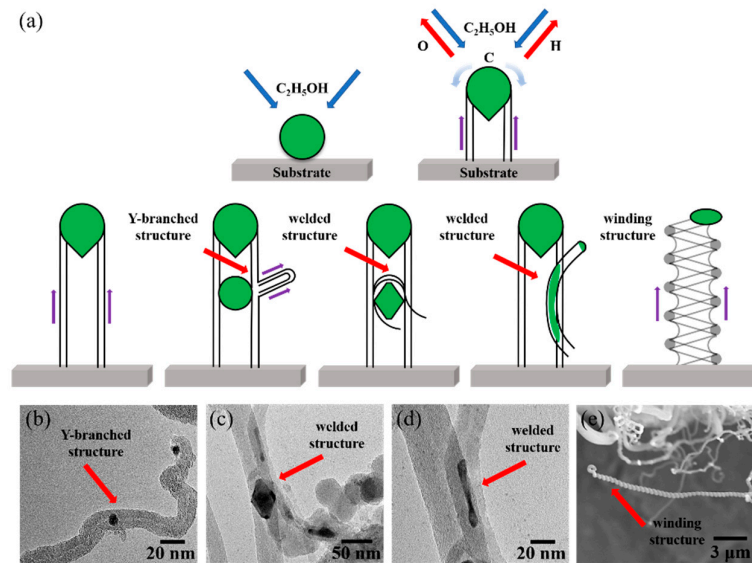 (a)
C₂H₅OH
O
H
C
C₂H₅OH
Substrate
Substrate
Y-branched
structure
welded
structure
welded
structure
winding
structure
(b)
Y-branched
structure
20 nm
(c)
welded
structure
50 nm
(d)
welded
structure
20 nm
(e)
winding
structure
3 μm